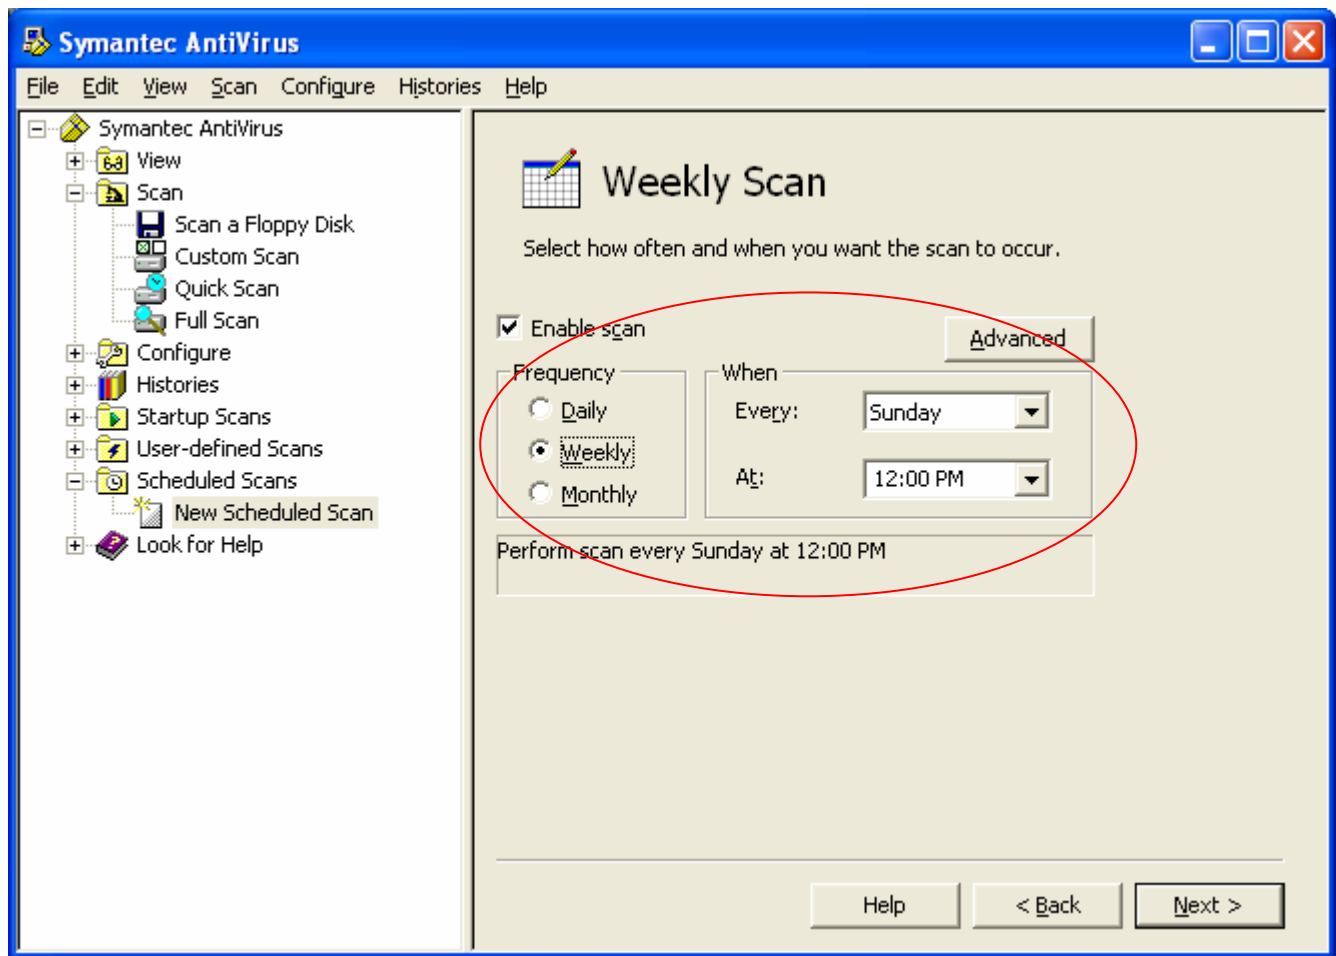 Symantec AntiVirus
File Edit View Scan Configure Histories Help
Symantec AntiVirus
View
Scan
Scan a Floppy Disk
Custom Scan
Quick Scan
Full Scan
Configure
Histories
Startup Scans
User-defined Scans
Scheduled Scans
New Scheduled Scan
Look for Help
Weekly Scan
Select how often and when you want the scan to occur.
Enable scan
Advanced
Frequency
Daily
Weekly
Monthly
When
Every: Sunday
At: 12:00 PM
Perform scan every Sunday at 12:00 PM
Help < Back Next >